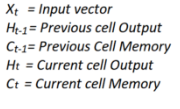 Xt = Input vector
Ht-1= Previous cell Output
Ct-1= Previous Cell Memory
Ht = Current cell Output
Ct = Current cell Memory